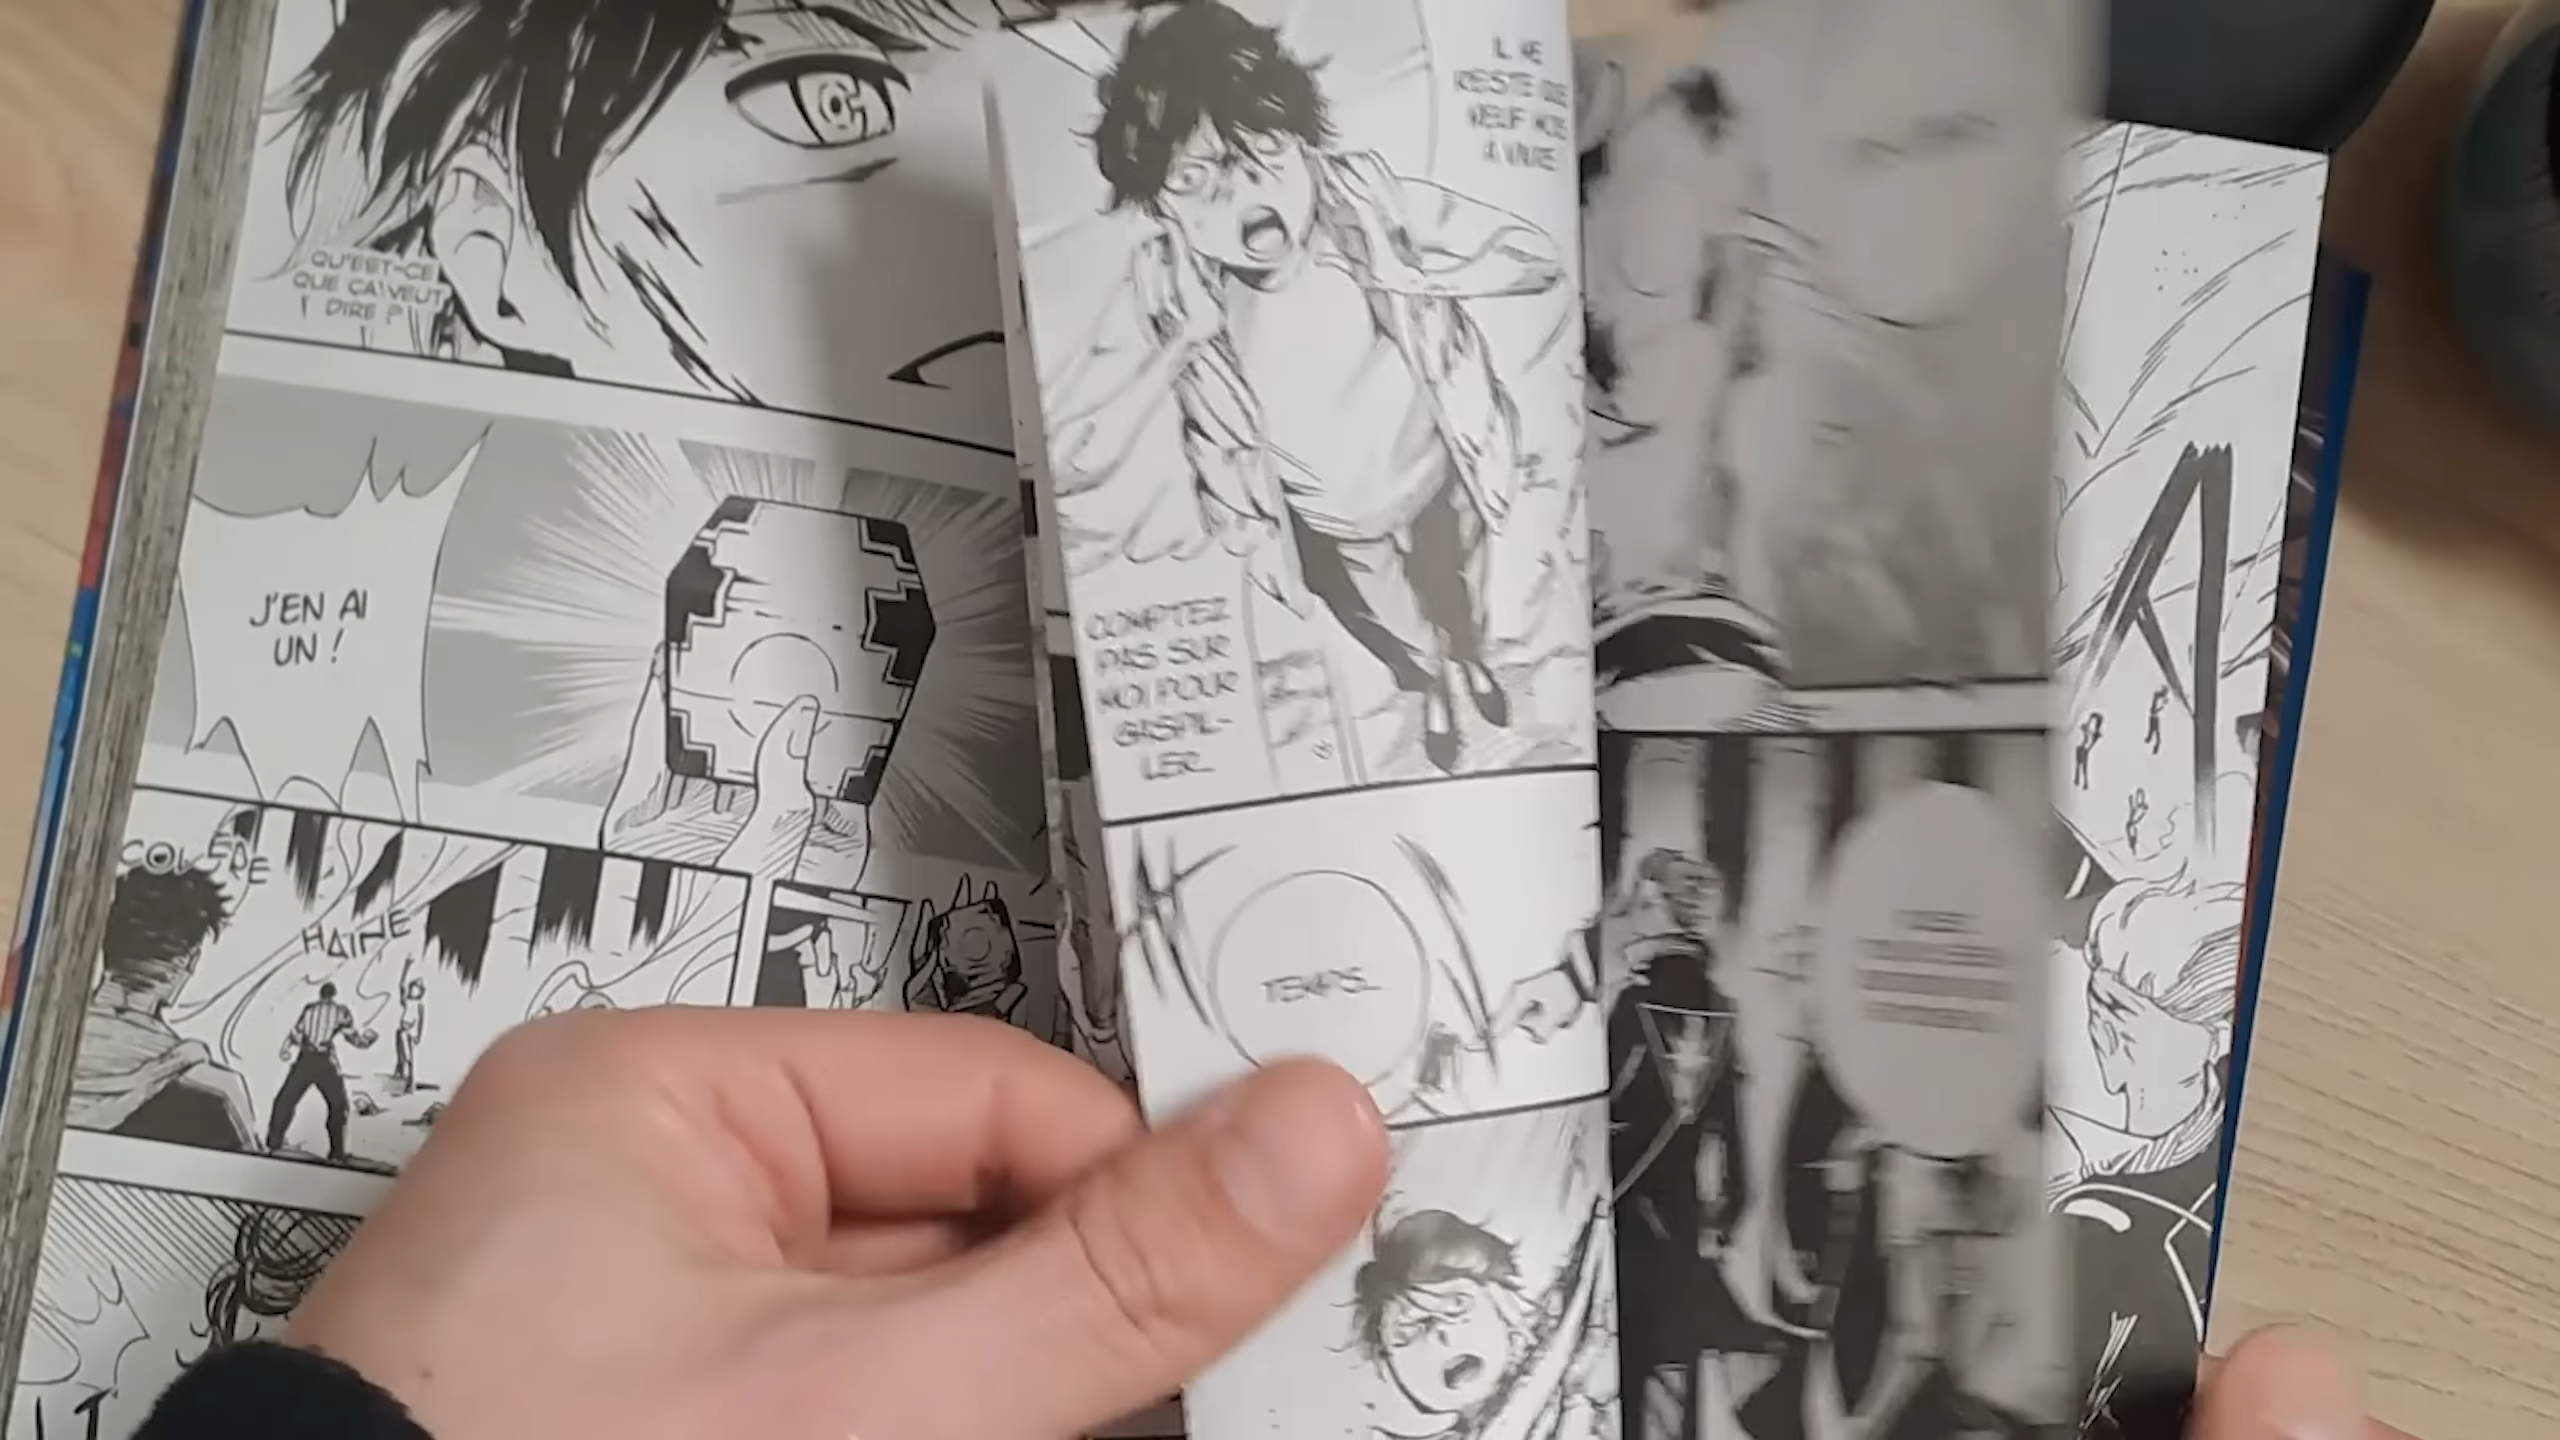 QU'EST-CE
QUE ÇA VEUT
DIRE ?
J'EN AI
UN !
COLÈRE
HAINE
IL NE
RESTE QUE
NEUF MOIS
À VIVRE
COMPTEZ
PAS SUR
MOI POUR
GASPIL-
LER
TEMPS...